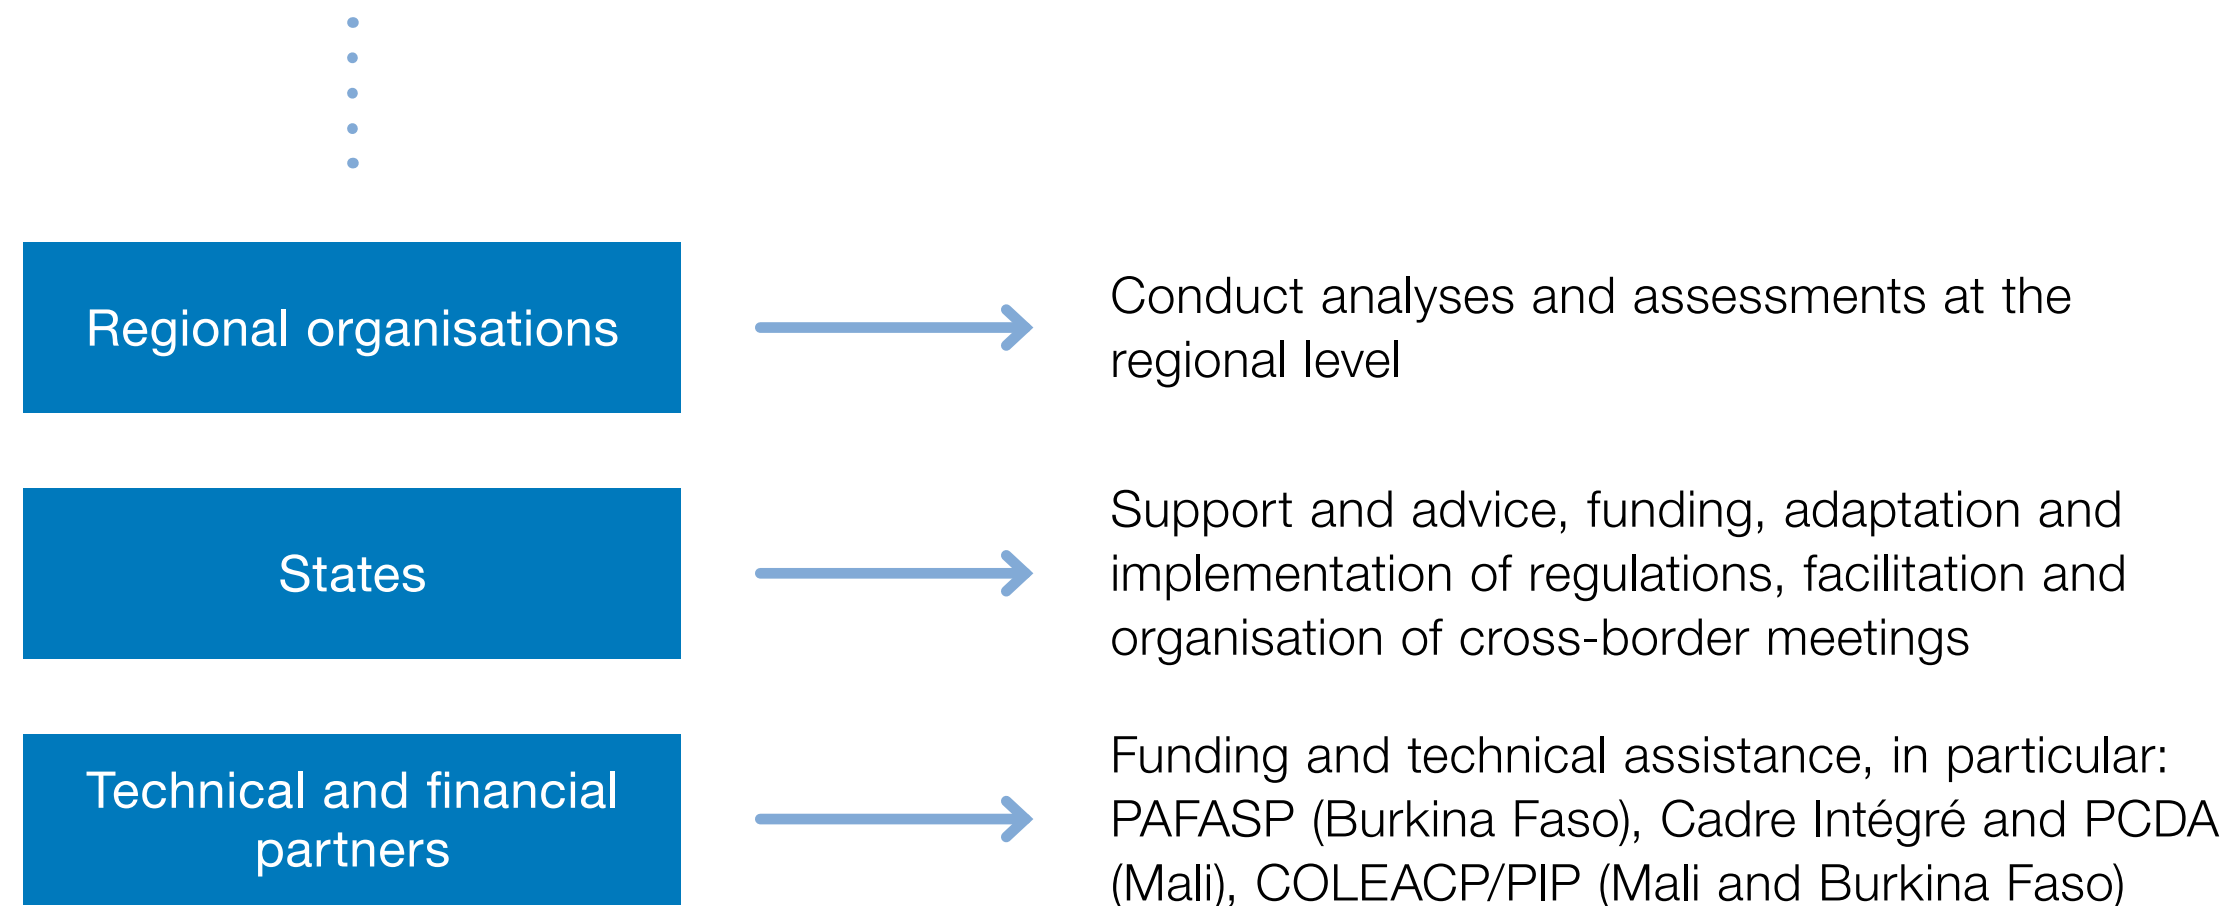 Regional organisations
Conduct analyses and assessments at the
regional level
States
Support and advice, funding, adaptation and
implementation of regulations, facilitation and
organisation of cross-border meetings
Technical and financial
partners
Funding and technical assistance, in particular:
PAFASP (Burkina Faso), Cadre Intégré and PCDA
(Mali), COLEACP/PIP (Mali and Burkina Faso)